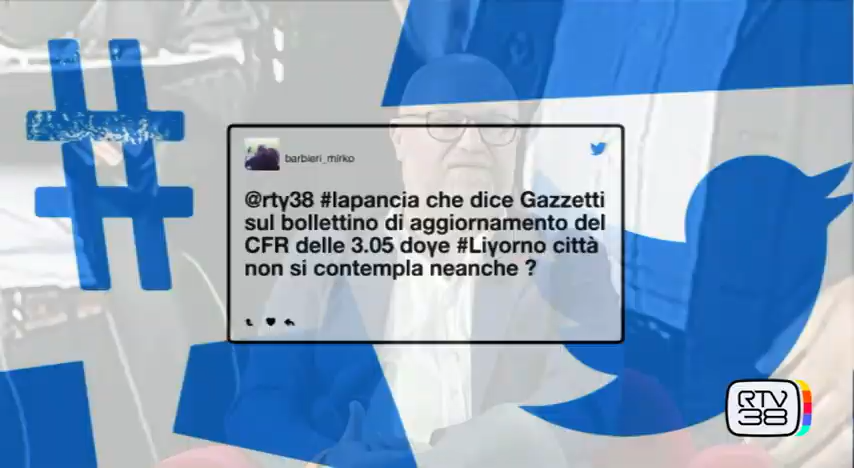 #
barbieri_mirko
@rtv38 #lapancia che dice Gazzetti
sul bollettino di aggiornamento del
CFR delle 3.05 dove #Livorno città
non si contempla neanche ?
RTV
38